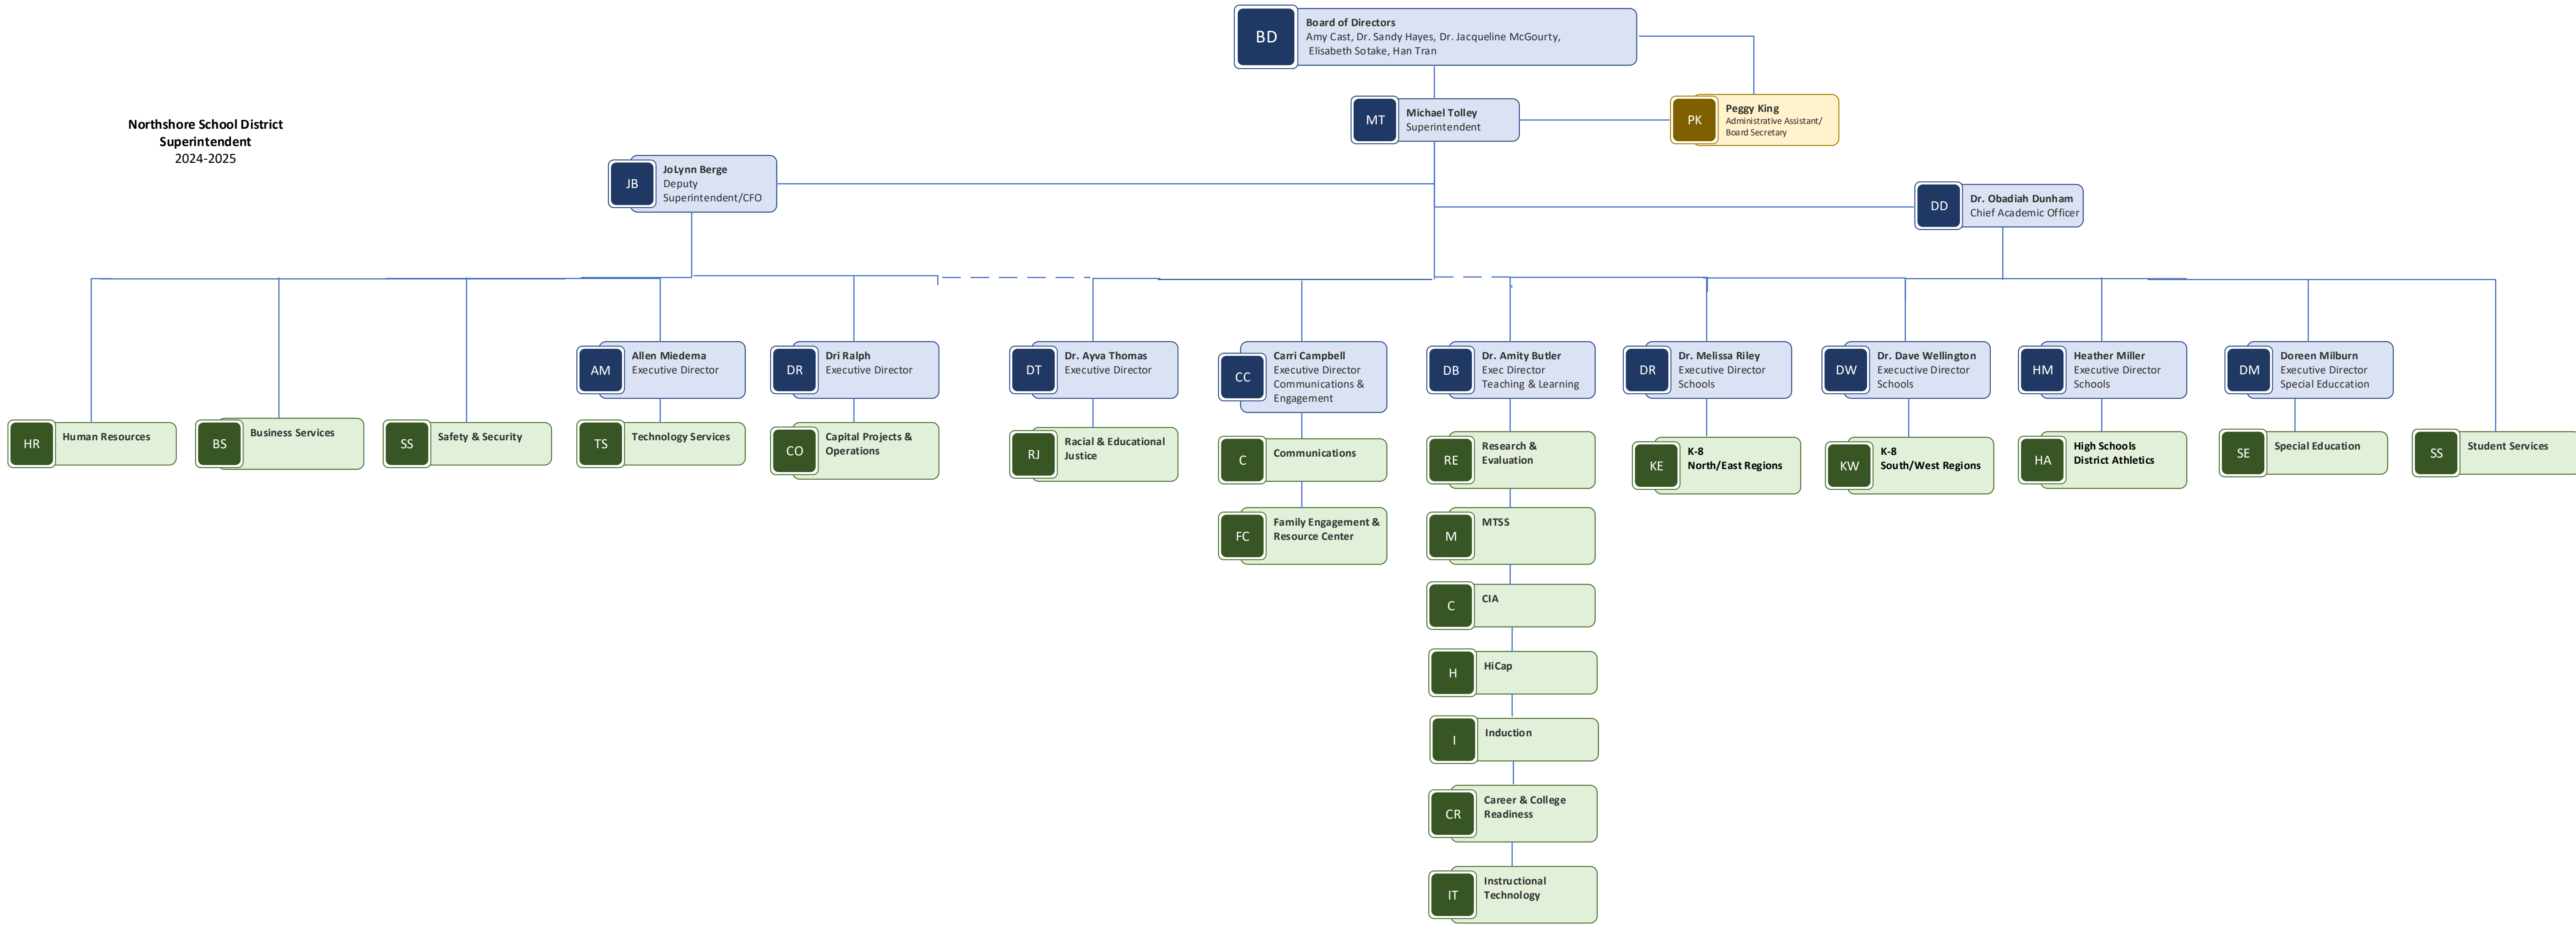 BD
Board of Directors
Amy Cast, Dr. Sandy Hayes, Dr. Jacqueline McGourty,
Elisabeth Sotake, Han Tran
MT
Michael Tolley
Superintendent
PK
Peggy King
Administrative Assistant/
Board Secretary
Northshore School District
Superintendent
2024-2025
JB
JoLynn Berge
Deputy
Superintendent/CFO
DD
Dr. Obadiah Dunham
Chief Academic Officer
AM
Allen Miedema
Executive Director
DR
Dri Ralph
Executive Director
DT
Dr. Ayva Thomas
Executive Director
CC
Carri Campbell
Executive Director
Communications &
Engagement
DB
Dr. Amity Butler
Exec Director
Teaching & Learning
DR
Dr. Melissa Riley
Executive Director
Schools
DW
Dr. Dave Wellington
Execuctive Director
Schools
HM
Heather Miller
Executive Director
Schools
DM
Doreen Milburn
Executive Director
Special Educcation
HR
Human Resources
BS
Business Services
SS
Safety & Security
TS
Technology Services
CO
Capital Projects &
Operations
RJ
Racial & Educational
Justice
C
Communications
RE
Research &
Evaluation
KE
K-8
North/East Regions
KW
K-8
South/West Regions
HA
High Schools
District Athletics
SE
Special Education
SS
Student Services
FC
Family Engagement &
Resource Center
M
MTSS
C
CIA
H
HiCap
I
Induction
CR
Career & College
Readiness
IT
Instructional
Technology